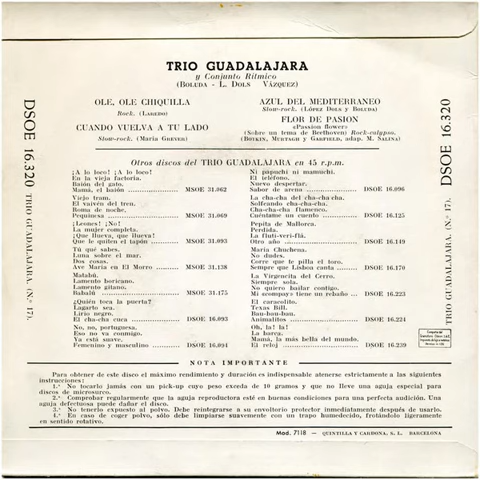 TRIO GUADALAJARA
y Conjunto Rítmico
(BOLUDA - L. DOLS VÁZQUEZ)
OLE, OLE CHIQUILLA
Rock. (LAREDO)
CUANDO VUELVA A TU LADO
Slow-rock. (María GREVER)
AZUL DEL MEDITERRANEO
Slow-rock. (LÓPEZ DOLS y BOLUDA)
FLOR DE PASION
«Passion flower»
(Sobre un tema de Beethoven) Rock-calypso.
(BOTKIN, MURTAGH y GARFIELD, adap. M. SALINA)
DSOE 16.320
TRIO GUADALAJARA. (N.º 17).
DSOE 16.320
TRIO GUADALAJARA. (N.º 17).
Otros discos del TRIO GUADALAJARA en 45 r.p.m.
¡A lo loco! ¡A lo loco!
En la vieja factoría.
Baión del gato.
Mamá, el baión ... MSOE 31.062
Viejo tram.
El vaivén del tren.
Roma de noche.
Pequinesa ... MSOE 31.069
¡Leones! ¡No!
La mujer completa.
¡Que llueva, que llueva!
Que le quiten el tapón ... MSOE 31.093
Tú qué sabes.
Luna sobre el mar.
Dos cosas.
Ave María en El Morro ... MSOE 31.138
Mataluú.
Lamento boricano.
Lamento gitano.
Babalú ... MSOE 31.175
¿Quién toca la puerta?
Lagarto sea.
Lirio negro.
El cha-cha cuca ... DSOE 16.093
No, no, portuguesa.
Eso no va conmigo.
Ya está suave.
Femenino y masculino ... DSOE 16.094
Ni papuchi ni mamuchi.
El teléfono.
Nuevo despertar.
Sabor de arena ... DSOE 16.096
La cha-cha del cha-cha-cha.
Solfeando cha-cha-cha.
Cha-cha-cha flamenco.
Cuéntame un cuento ... DSOE 16.125
Pepita de Mallorca.
Perdida.
La fluti-veri-flá.
Otro año ... DSOE 16.149
María Chuchena.
No dudes.
Corre que le pilla el toro.
Siempre que Lisboa canta ... DSOE 16.170
La Virgencita del Cerro.
Siempre sola.
No quiero bailar contigo.
Mi acompaye tiene un rebaño ... DSOE 16.223
El caracolito.
Texas Bill.
Bau-bau-bau.
Animalitos ... DSOE 16.224
Oh, la! la!
La barca.
Mamá, la más bella del mundo.
El reloj ... DSOE 16.239
NOTA IMPORTANTE
Para obtener de este disco el máximo rendimiento y duración es indispensable atenerse estrictamente a las siguientes
instrucciones:
1.ª No tocarlo jamás con un pick-up cuyo peso exceda de 10 gramos y que no lleve una aguja especial para
discos de microsurco.
2.ª Comprobar regularmente que la aguja reproductora esté en buenas condiciones para una perfecta audición. Una
aguja defectuosa puede dañar el disco.
3.ª No tenerlo expuesto al polvo. Debe reintegrarse a su envoltorio protector inmediatamente después de usarlo.
4.ª En caso de coger polvo, sólo debe limpiarse suavemente con un trapo humedecido, frotándolo ligeramente
en sentido rotativo.
Mod. 7118 — QUINTILLA Y CARDONA, S. L. BARCELONA